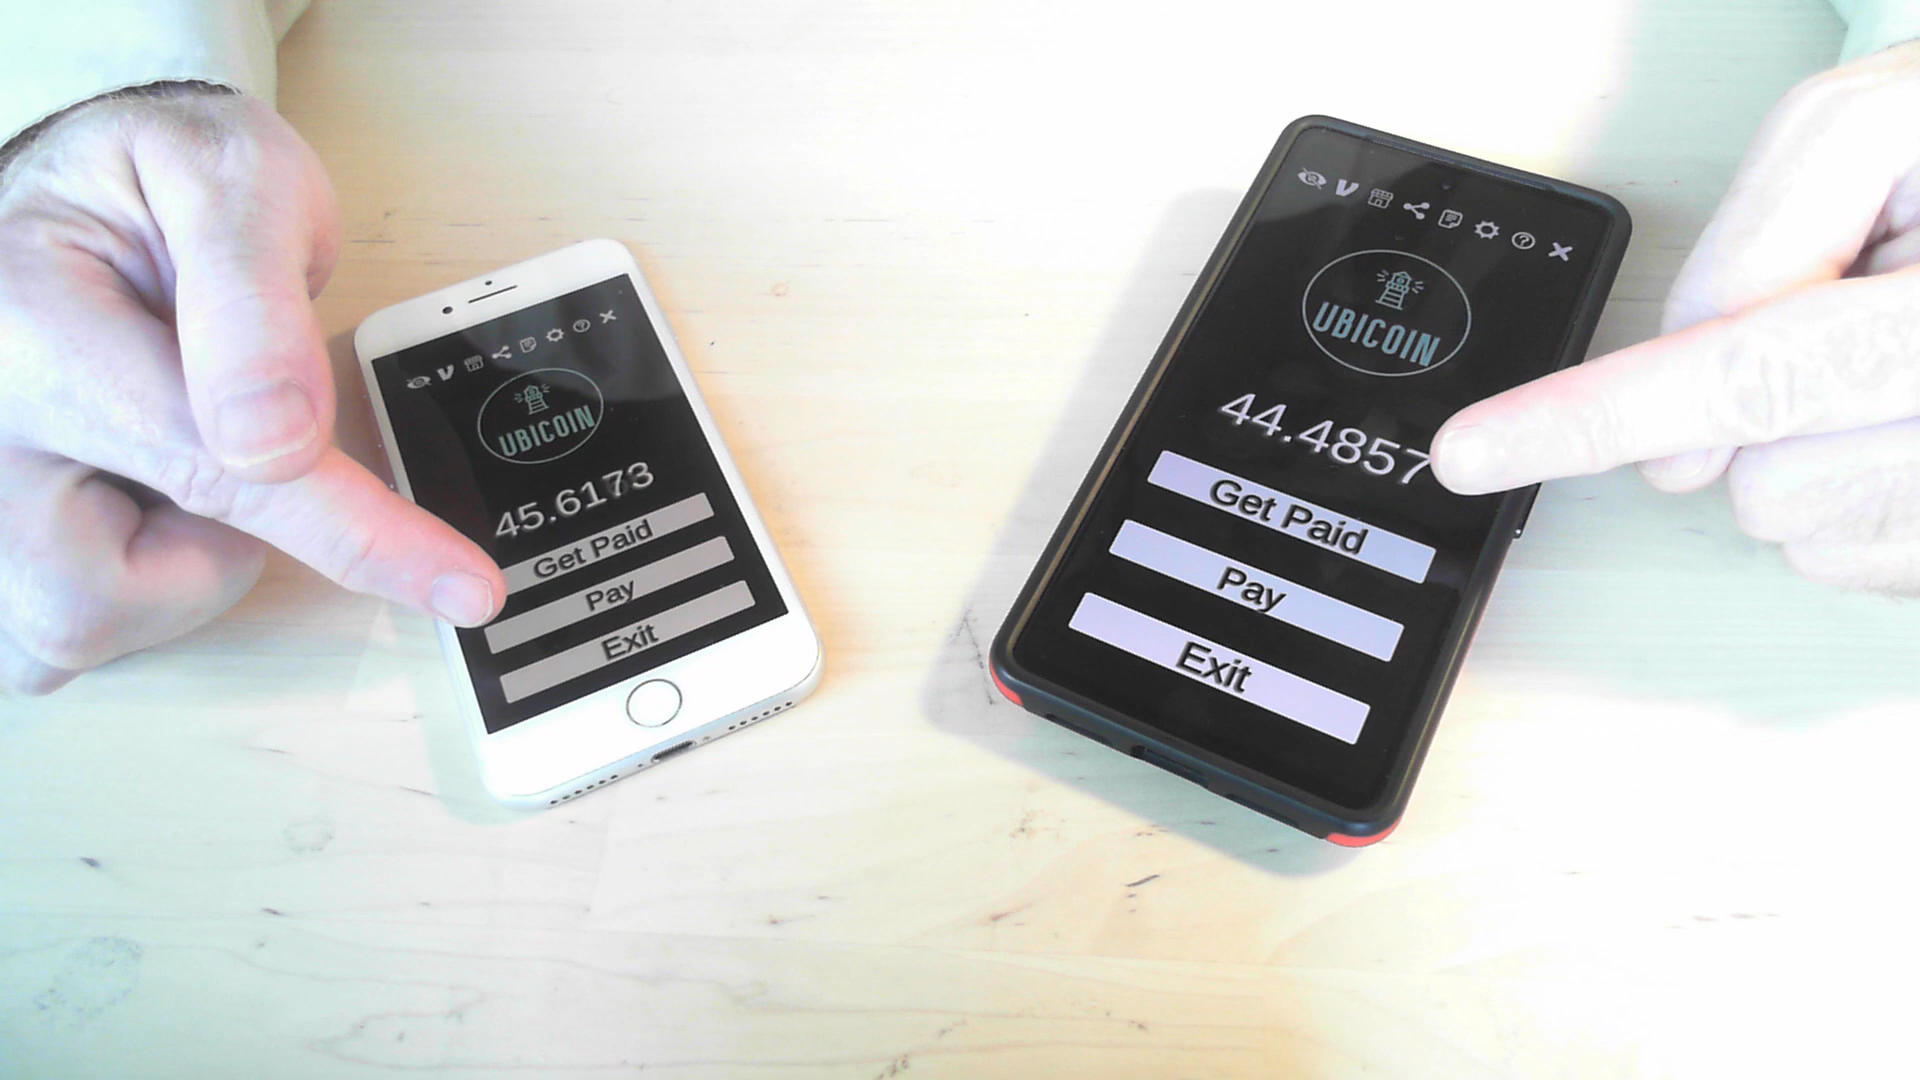 UBICOIN
45.6173
Get Paid
Pay
Exit
UBICOIN
44.4857
Get Paid
Pay
Exit